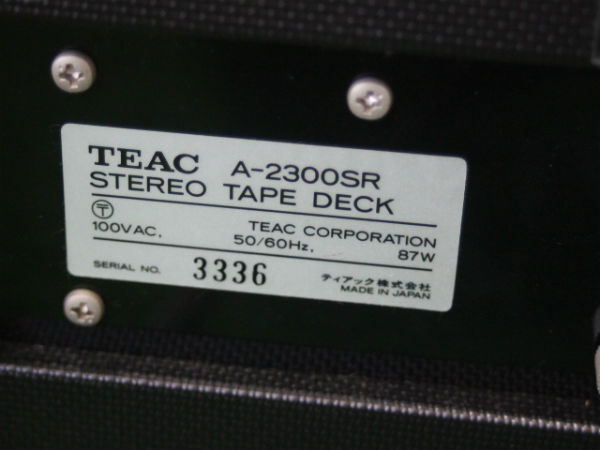 TEAC A-2300SR
STEREO TAPE DECK
〒 TEAC CORPORATION
100VAC, 50/60Hz, 87W
SERIAL NO. 3336
ティアック株式会社
MADE IN JAPAN